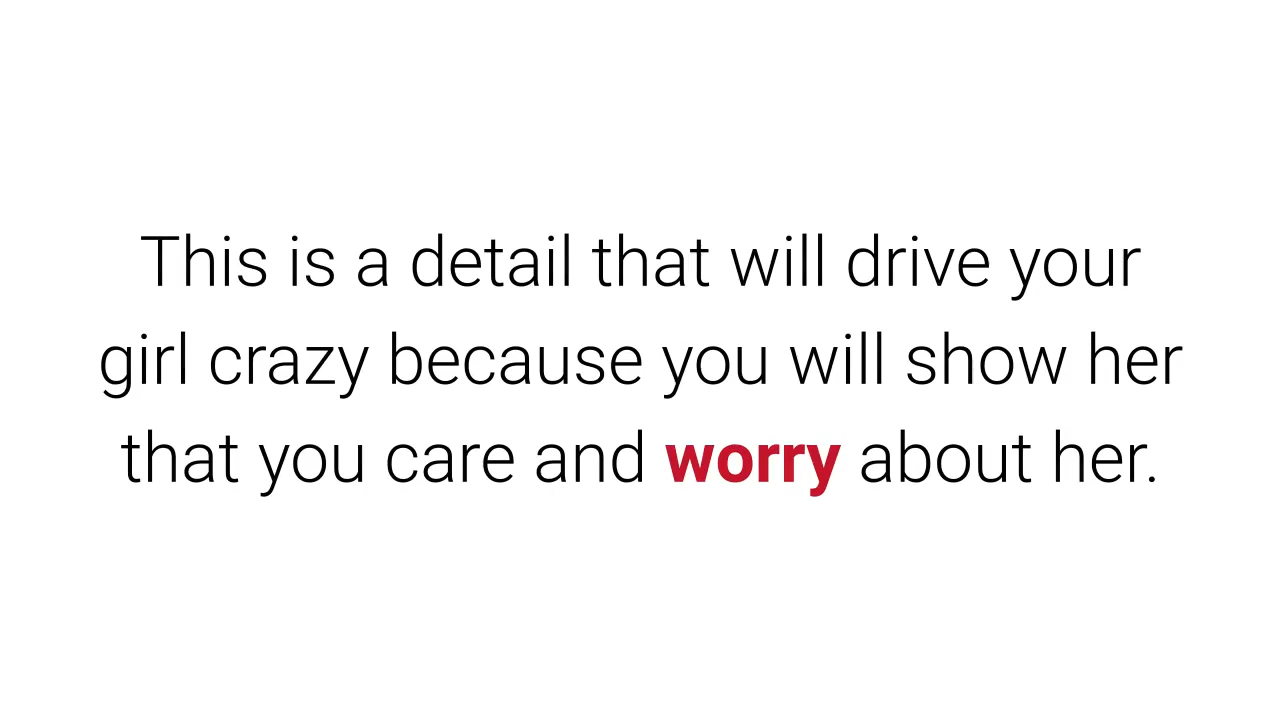 This is a detail that will drive your
girl crazy because you will show her
that you care and worry about her.